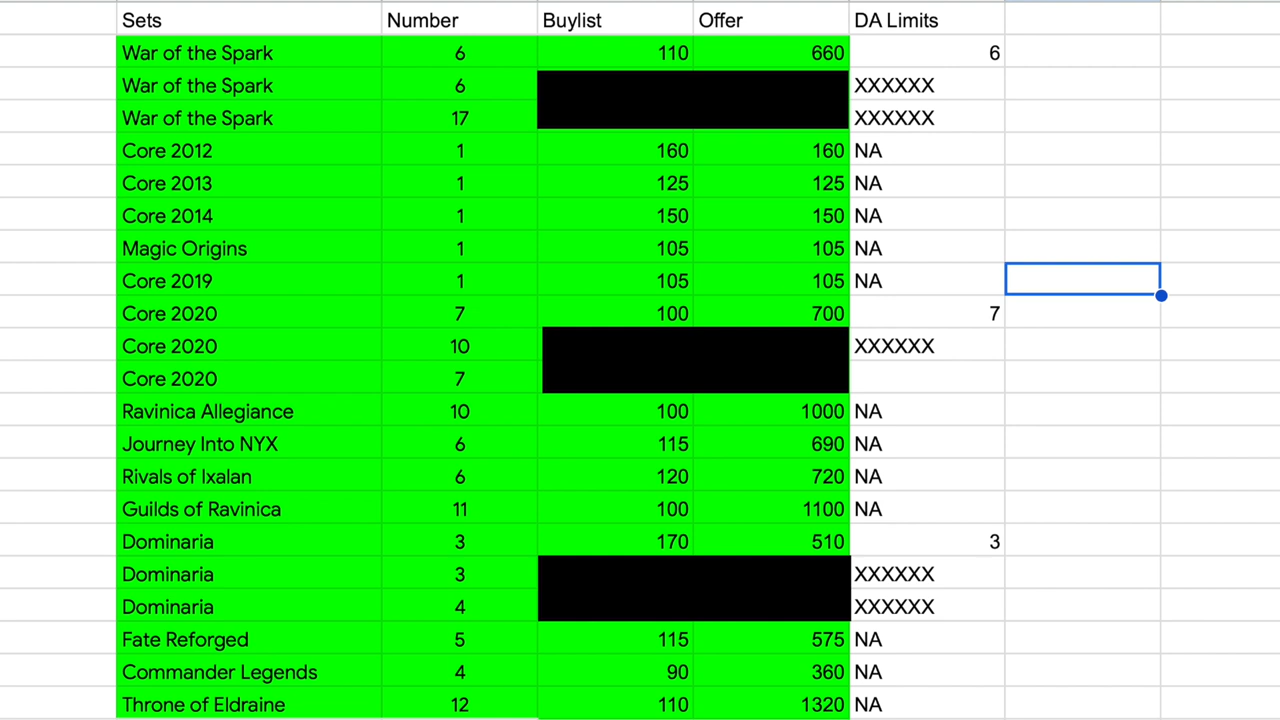 Sets Number Buylist Offer DA Limits
War of the Spark 6 110 660 6
War of the Spark 6 XXXXXX
War of the Spark 17 XXXXXX
Core 2012 1 160 160 NA
Core 2013 1 125 125 NA
Core 2014 1 150 150 NA
Magic Origins 1 105 105 NA
Core 2019 1 105 105 NA
Core 2020 7 100 700 7
Core 2020 10 XXXXXX
Core 2020 7
Ravinica Allegiance 10 100 1000 NA
Journey Into NYX 6 115 690 NA
Rivals of Ixalan 6 120 720 NA
Guilds of Ravinica 11 100 1100 NA
Dominaria 3 170 510 3
Dominaria 3 XXXXXX
Dominaria 4 XXXXXX
Fate Reforged 5 115 575 NA
Commander Legends 4 90 360 NA
Throne of Eldraine 12 110 1320 NA